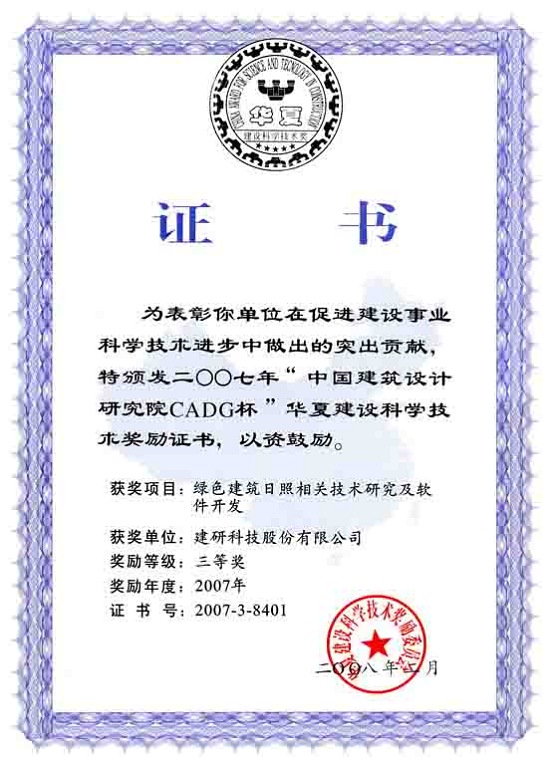 CHINA AWARD FOR SCIENCE AND TECNOLOGY IN CONSTRUCTION
华夏
建设科学技术奖
证 书
为表彰你单位在促进建设事业
科学技术进步中做出的突出贡献，
特颁发二〇〇七年“中国建筑设计
研究院CADG杯”华夏建设科学技
术奖励证书，以资鼓励。
获奖项目：绿色建筑日照相关技术研究及软
件开发
获奖单位：建研科技股份有限公司
奖励等级：三等奖
奖励年度：2007年
证 书 号：2007-3-8401
华夏建设科学技术奖励委员会
二〇〇八年 月